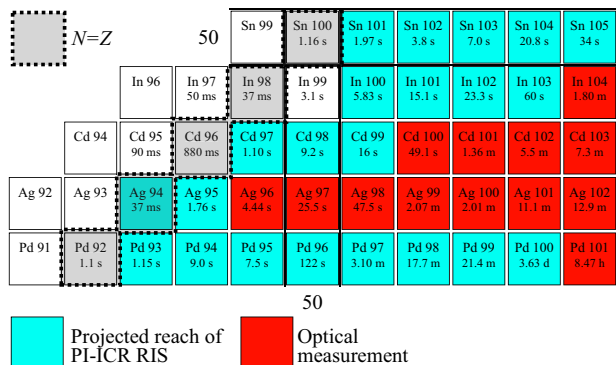 N=Z
50
Sn 99 Sn 100 Sn 101 Sn 102 Sn 103 Sn 104 Sn 105
1.16 s 1.97 s 3.8 s 7.0 s 20.8 s 34 s
In 96 In 97 In 98 In 99 In 100 In 101 In 102 In 103 In 104
50 ms 37 ms 3.1 s 5.83 s 15.1 s 23.3 s 60 s 1.80 m
Cd 94 Cd 95 Cd 96 Cd 97 Cd 98 Cd 99 Cd 100 Cd 101 Cd 102 Cd 103
90 ms 880 ms 1.10 s 9.2 s 16 s 49.1 s 1.36 m 5.5 m 7.3 m
Ag 92 Ag 93 Ag 94 Ag 95 Ag 96 Ag 97 Ag 98 Ag 99 Ag 100 Ag 101 Ag 102
37 ms 1.76 s 4.44 s 25.5 s 47.5 s 2.07 m 2.01 m 11.1 m 12.9 m
Pd 91 Pd 92 Pd 93 Pd 94 Pd 95 Pd 96 Pd 97 Pd 98 Pd 99 Pd 100 Pd 101
1.1 s 1.15 s 9.0 s 7.5 s 122 s 3.10 m 17.7 m 21.4 m 3.63 d 8.47 h
50
Projected reach of
PI-ICR RIS
Optical
measurement